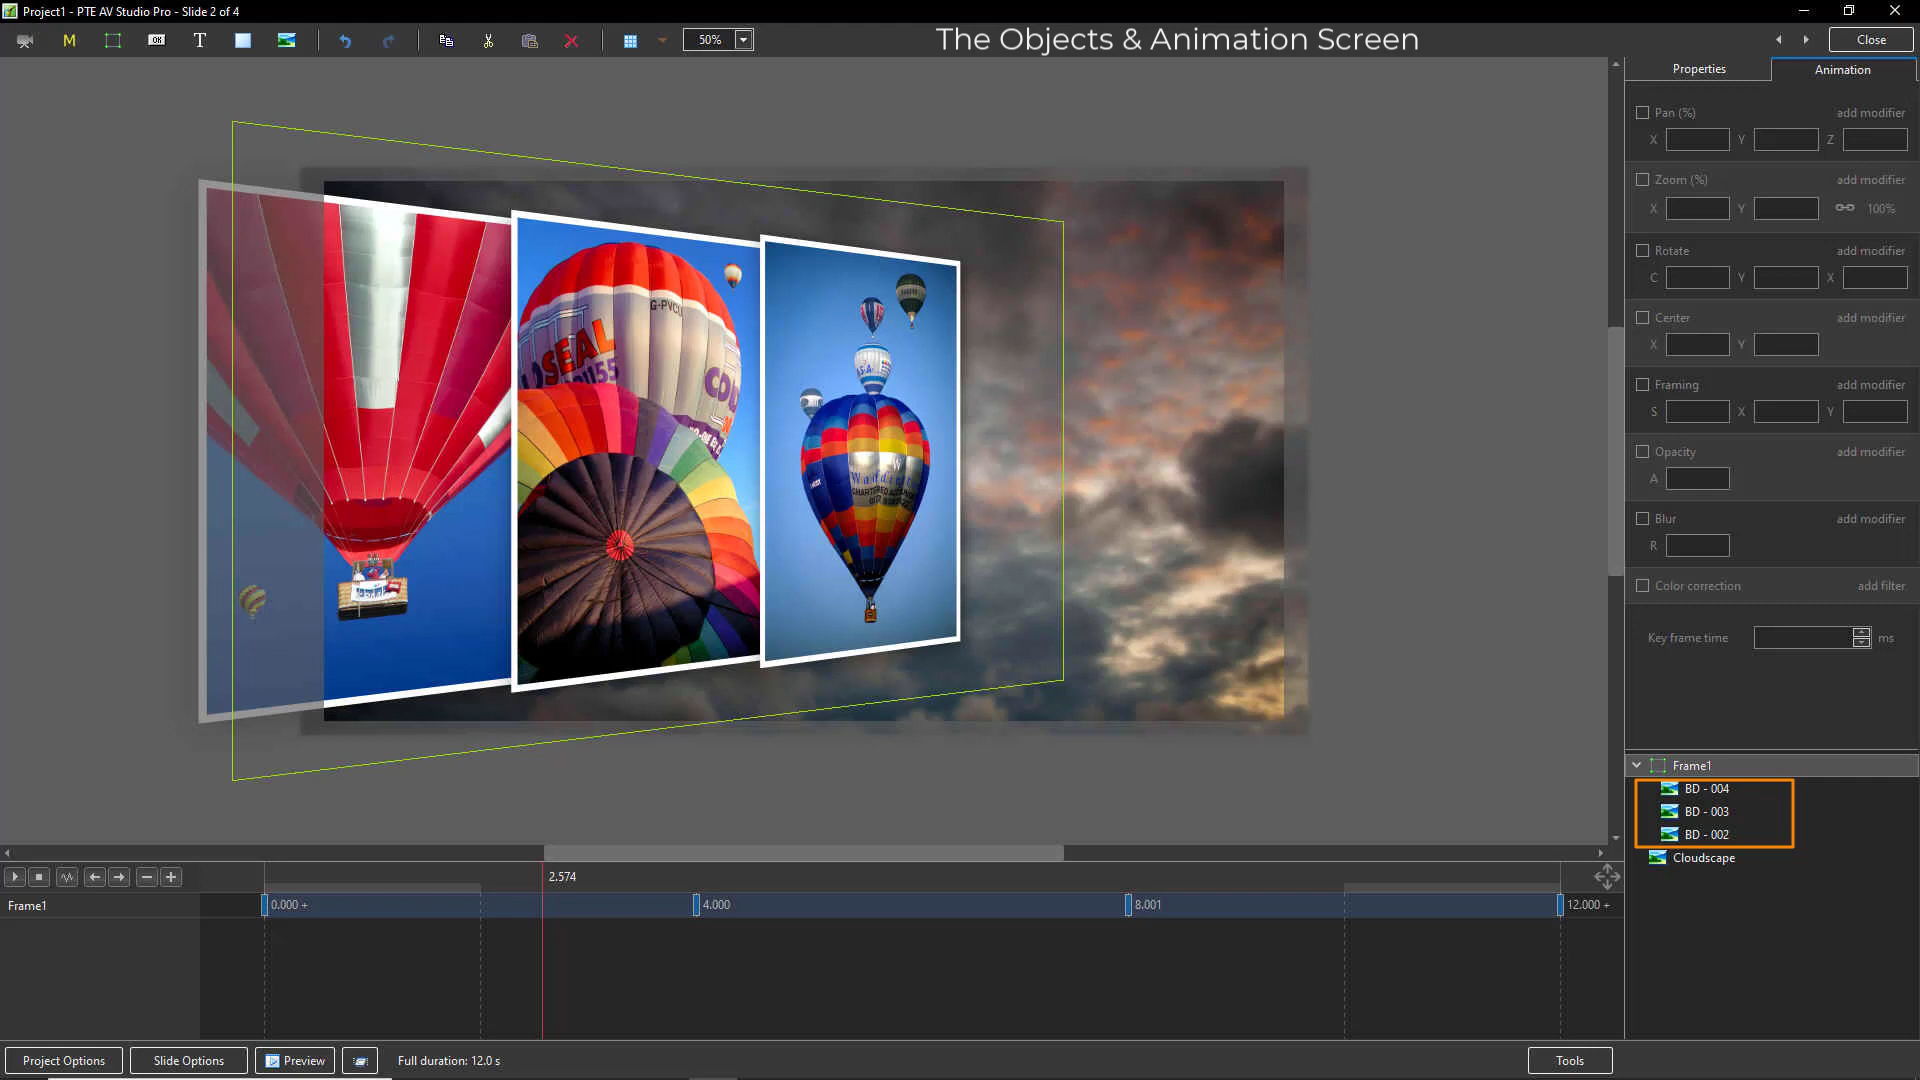 Project1 - PTE AV Studio Pro - Slide 2 of 4
M
OK
T
50%
The Objects & Animation Screen
Close
Properties
Animation
Pan (%)
add modifier
X
Y
Z
Zoom (%)
add modifier
X
Y
100%
Rotate
add modifier
C
Y
X
Center
add modifier
X
Y
Framing
add modifier
S
X
Y
Opacity
add modifier
A
Blur
add modifier
R
Color correction
add filter
Key frame time
ms
G-PVCU
SEAL
Frame1
BD - 004
BD - 003
BD - 002
Cloudscape
2.574
Frame1
0.000 +
4.000
8.001
12.000 +
Project Options
Slide Options
Preview
Full duration: 12.0 s
Tools